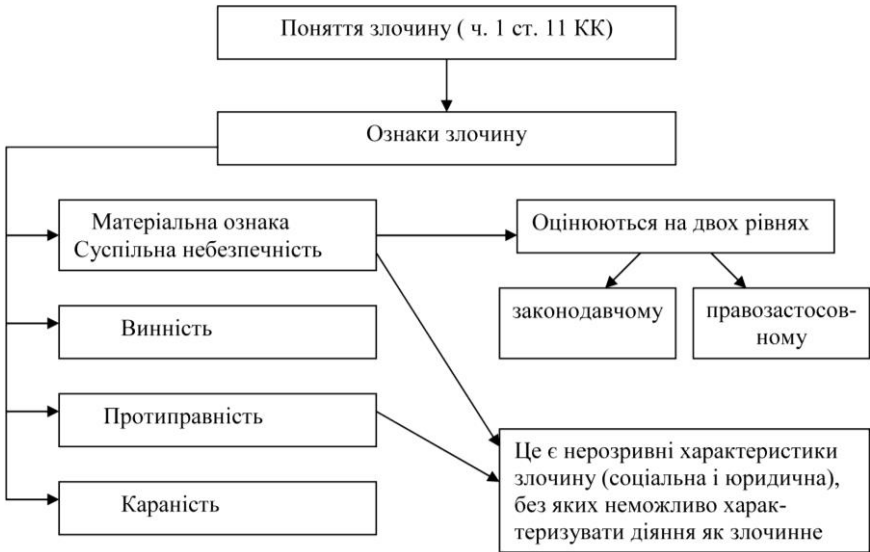 Поняття злочину ( ч. 1 ст. 11 КК)
Ознаки злочину
Матеріальна ознака
Суспільна небезпечність
Оцінюються на двох рівнях
законодавчому
правозастосов-
ному
Винність
Протиправність
Це є нерозривні характеристики
злочину (соціальна і юридична),
без яких неможливо харак-
теризувати діяння як злочинне
Караність